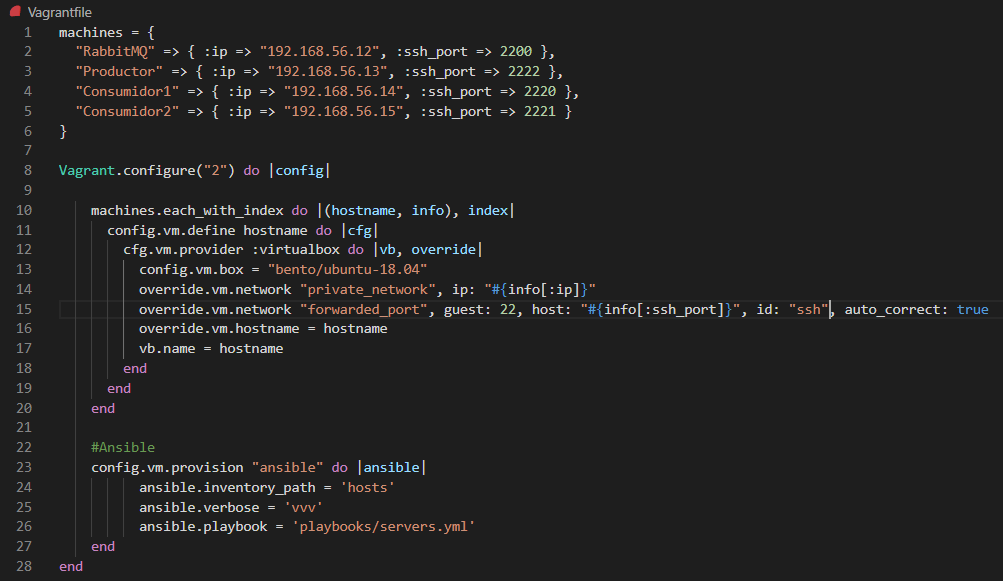 Vagrantfile
1 machines = {
2   "RabbitMQ" => { :ip => "192.168.56.12", :ssh_port => 2200 },
3   "Productor" => { :ip => "192.168.56.13", :ssh_port => 2222 },
4   "Consumidor1" => { :ip => "192.168.56.14", :ssh_port => 2220 },
5   "Consumidor2" => { :ip => "192.168.56.15", :ssh_port => 2221 }
6 }
7
8 Vagrant.configure("2") do |config|
9
10     machines.each_with_index do |(hostname, info), index|
11       config.vm.define hostname do |cfg|
12         cfg.vm.provider :virtualbox do |vb, override|
13           config.vm.box = "bento/ubuntu-18.04"
14           override.vm.network "private_network", ip: "#{info[:ip]}"
15           override.vm.network "forwarded_port", guest: 22, host: "#{info[:ssh_port]}", id: "ssh", auto_correct: true
16           override.vm.hostname = hostname
17           vb.name = hostname
18         end
19       end
20     end
21
22     #Ansible
23     config.vm.provision "ansible" do |ansible|
24           ansible.inventory_path = 'hosts'
25           ansible.verbose = 'vvv'
26           ansible.playbook = 'playbooks/servers.yml'
27     end
28 end